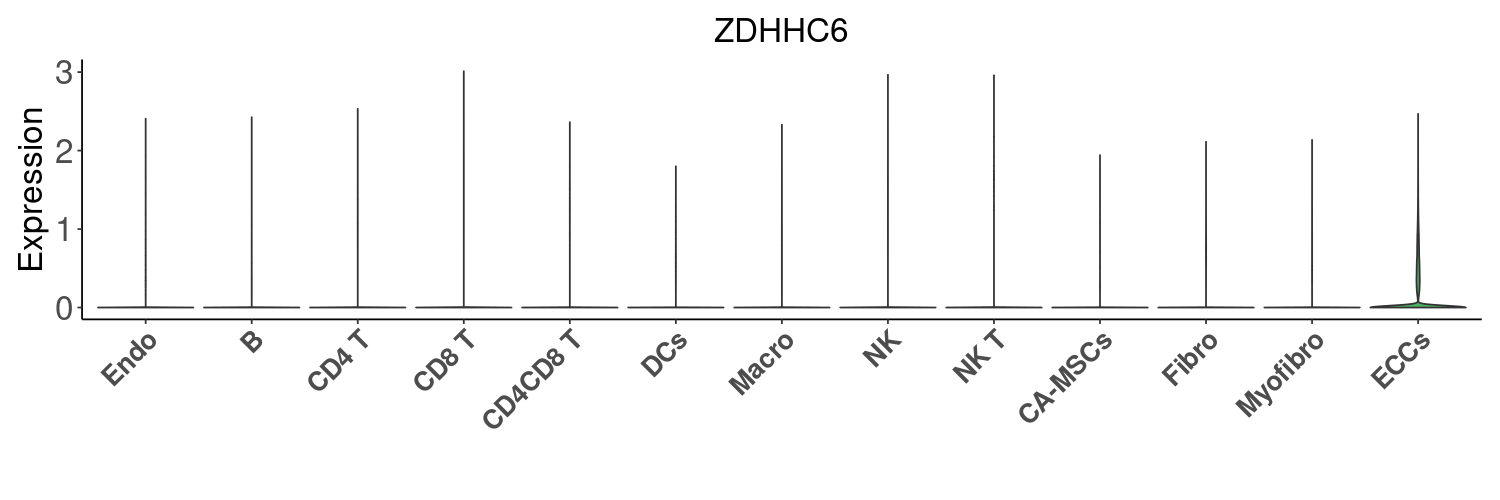 ZDHHC6
Expression
3
2
1
0
Endo
B
CD4 T
CD8 T
CD4CD8 T
DCs
Macro
NK
NK T
CA-MSCs
Fibro
Myofibro
ECCs